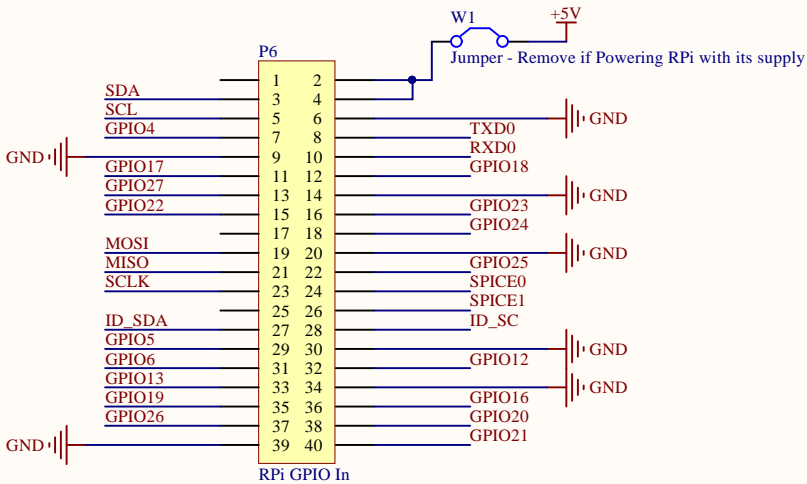 W1
+5V
Jumper - Remove if Powering RPi with its supply
P6
1 2
SDA 3 4
SCL 5 6 GND
GPIO4 7 8 TXD0
GND 9 10 RXD0
GPIO17 11 12 GPIO18
GPIO27 13 14 GND
GPIO22 15 16 GPIO23
17 18 GPIO24
MOSI 19 20 GND
MISO 21 22 GPIO25
SCLK 23 24 SPICE0
25 26 SPICE1
ID_SDA 27 28 ID_SC
GPIO5 29 30 GND
GPIO6 31 32 GPIO12
GPIO13 33 34 GND
GPIO19 35 36 GPIO16
GPIO26 37 38 GPIO20
GND 39 40 GPIO21
RPi GPIO In